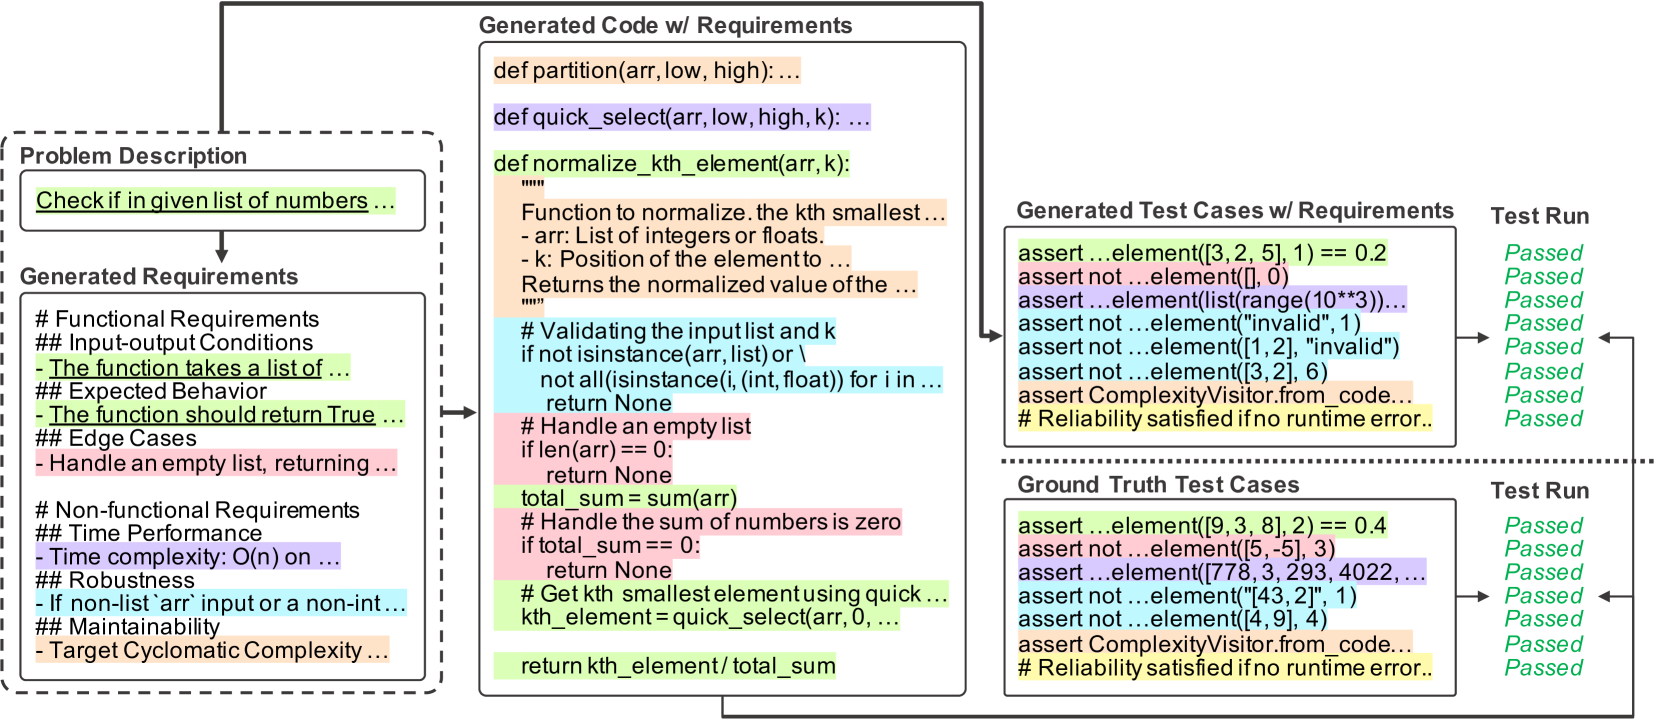 Problem Description
Check if in given list of numbers …
Generated Requirements
# Functional Requirements
## Input-output Conditions
- The function takes a list of …
## Expected Behavior
- The function should return True …
## Edge Cases
- Handle an empty list, returning …
# Non-functional Requirements
## Time Performance
- Time complexity: O(n) on …
## Robustness
- If non-list `arr` input or a non-int …
## Maintainability
- Target Cyclomatic Complexity …
Generated Code w/ Requirements
def partition(arr, low, high): …
def quick_select(arr, low, high, k): …
def normalize_kth_element(arr, k):
"""
Function to normalize. the kth smallest …
- arr: List of integers or floats.
- k: Position of the element to …
Returns the normalized value of the …
"""
# Validating the input list and k
if not isinstance(arr, list) or \
not all(isinstance(i, (int, float)) for i in …
return None
# Handle an empty list
if len(arr) == 0:
return None
total_sum = sum(arr)
# Handle the sum of numbers is zero
if total_sum == 0:
return None
# Get kth smallest element using quick …
kth_element = quick_select(arr, 0, …
return kth_element / total_sum
Generated Test Cases w/ Requirements
assert …element([3, 2, 5], 1) == 0.2
assert not …element([], 0)
assert …element(list(range(10**3))…
assert not …element("invalid", 1)
assert not …element([1, 2], "invalid")
assert not …element([3, 2], 6)
assert ComplexityVisitor.from_code…
# Reliability satisfied if no runtime error..
Test Run
Passed
Passed
Passed
Passed
Passed
Passed
Passed
Passed
Ground Truth Test Cases
assert …element([9, 3, 8], 2) == 0.4
assert not …element([5, -5], 3)
assert …element([778, 3, 293, 4022, …
assert not …element("[43, 2]", 1)
assert not …element([4, 9], 4)
assert ComplexityVisitor.from_code…
# Reliability satisfied if no runtime error..
Test Run
Passed
Passed
Passed
Passed
Passed
Passed
Passed